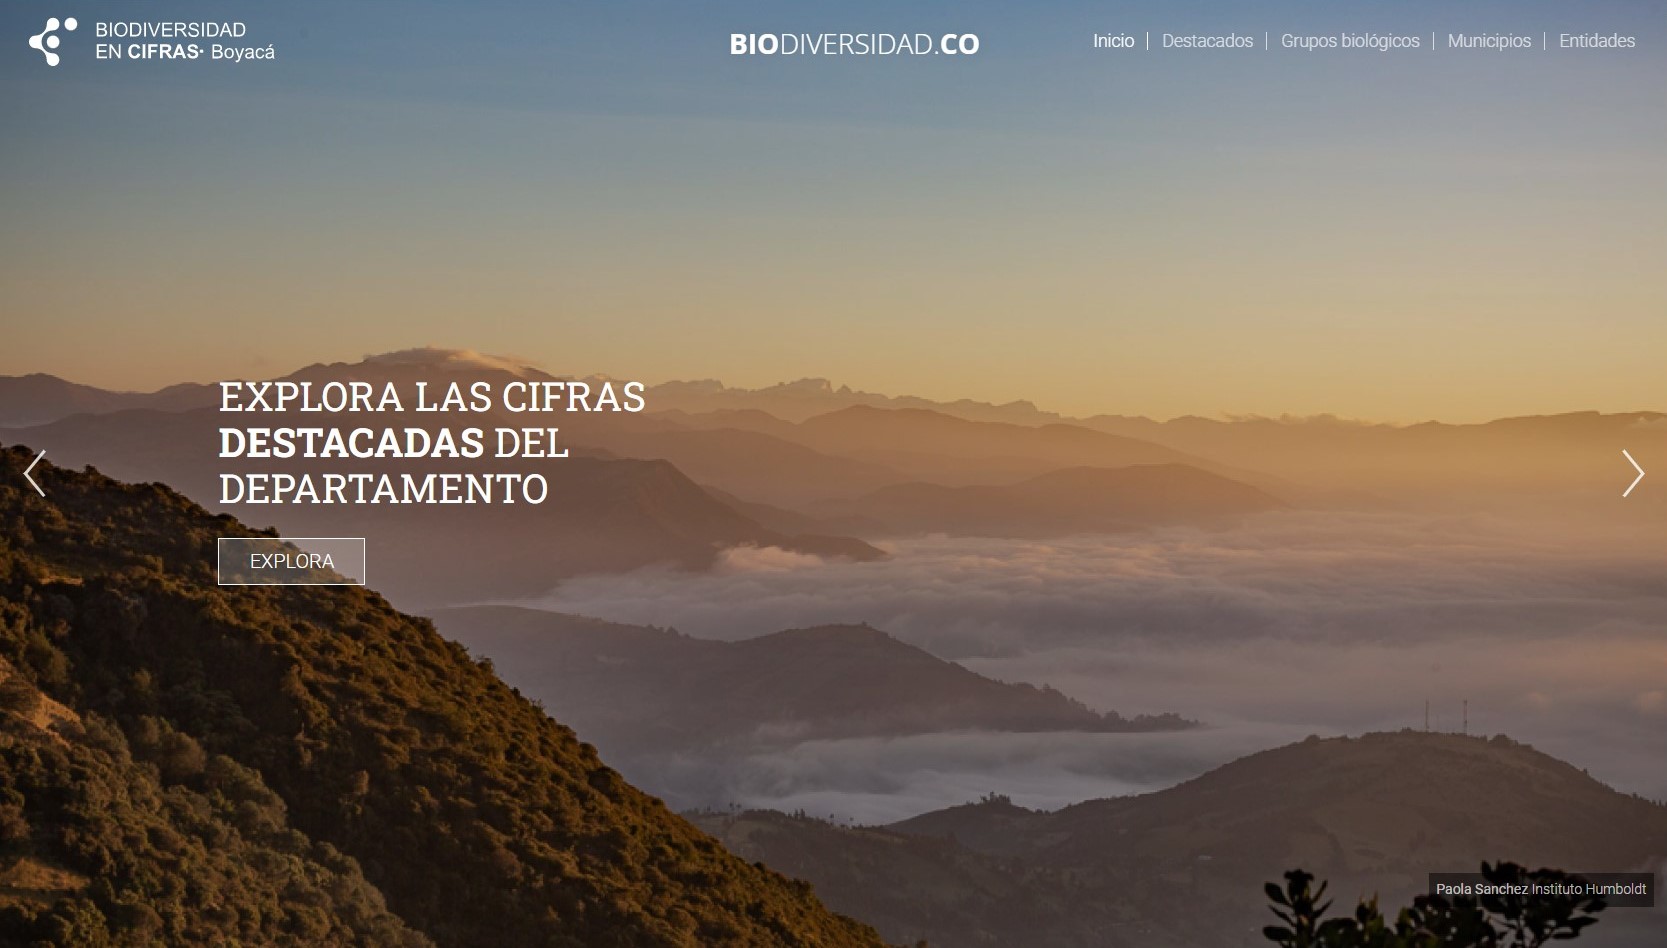 BIODIVERSIDAD
EN CIFRAS· Boyacá
BIODIVERSIDAD.CO
Inicio
Destacados
Grupos biológicos
Municipios
Entidades
EXPLORA LAS CIFRAS
DESTACADAS DEL
DEPARTAMENTO
EXPLORA
Paola Sanchez Instituto Humboldt